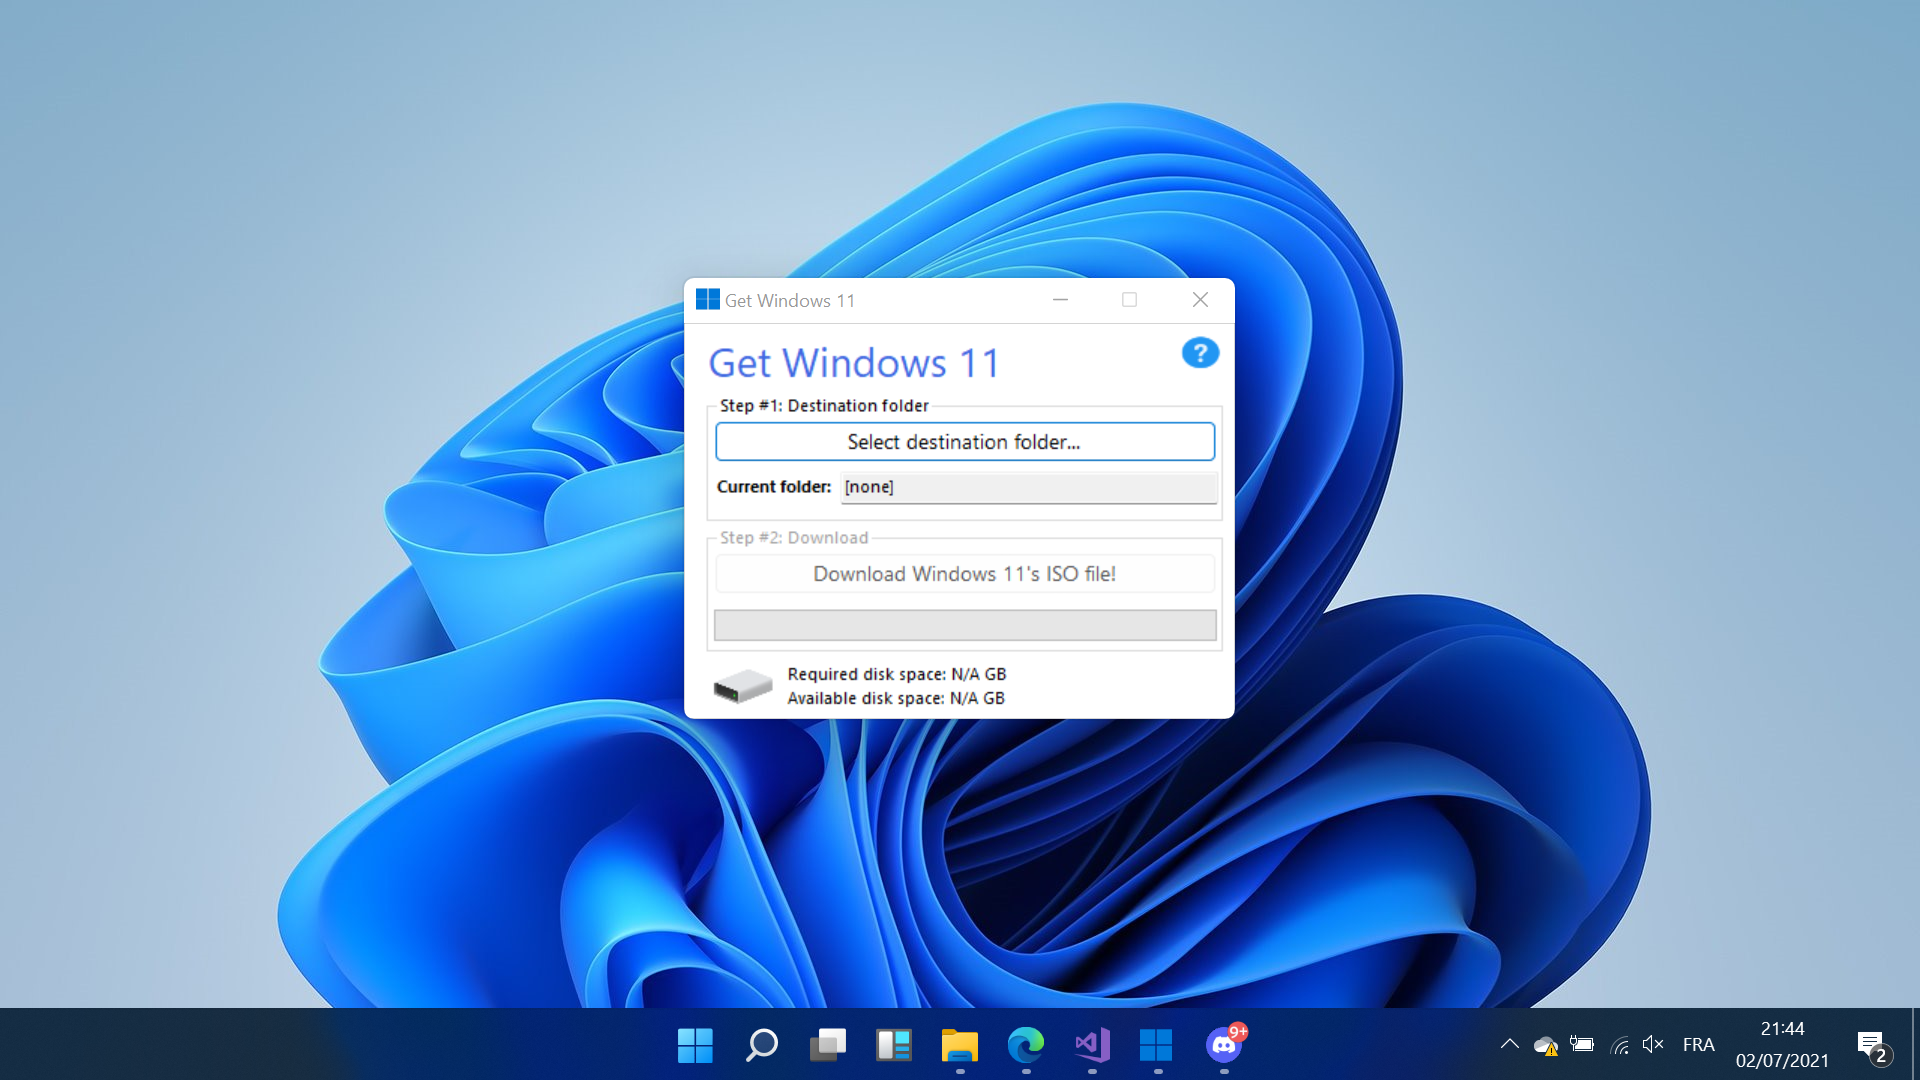 Get Windows 11
Get Windows 11
?
Step #1: Destination folder
Select destination folder...
Current folder: [none]
Step #2: Download
Download Windows 11's ISO file!
Required disk space: N/A GB
Available disk space: N/A GB
9+
FRA
21:44
02/07/2021
2